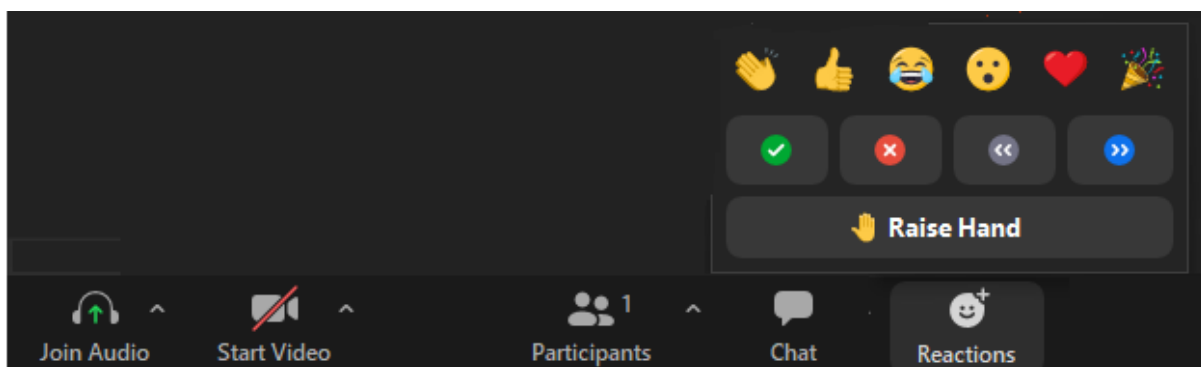 Raise Hand
1
Join Audio
Start Video
Participants
Chat
Reactions